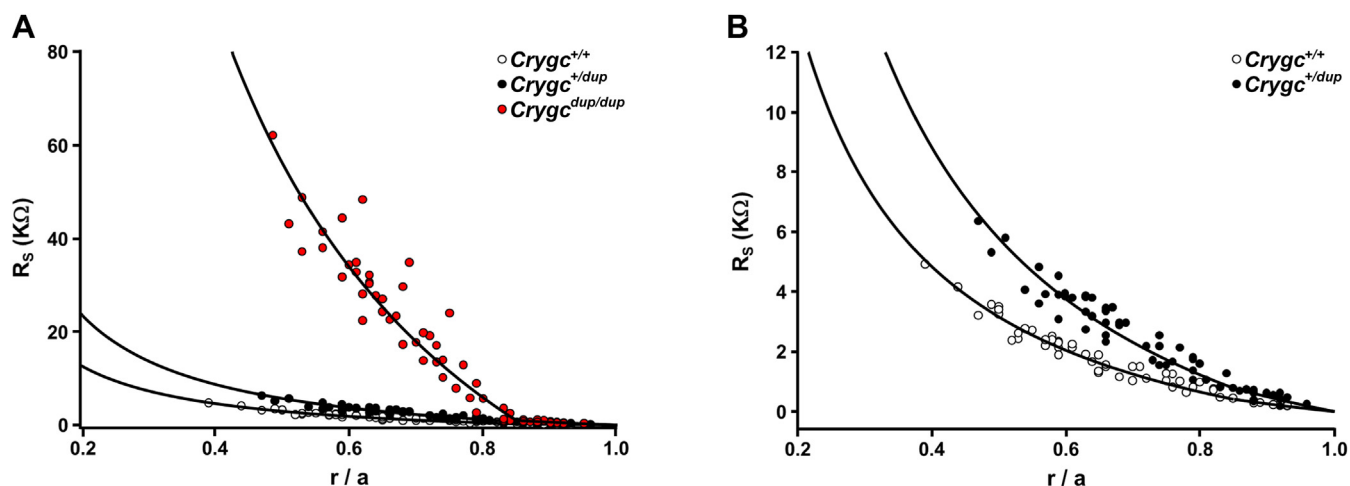 A
B
80
60
40
20
0
R_S (KΩ)
0.2 0.4 0.6 0.8 1.0
r / a
Crygc^{+/+}
Crygc^{+/dup}
Crygc^{dup/dup}
12
10
8
6
4
2
0
R_S (KΩ)
0.2 0.4 0.6 0.8 1.0
r / a
Crygc^{+/+}
Crygc^{+/dup}